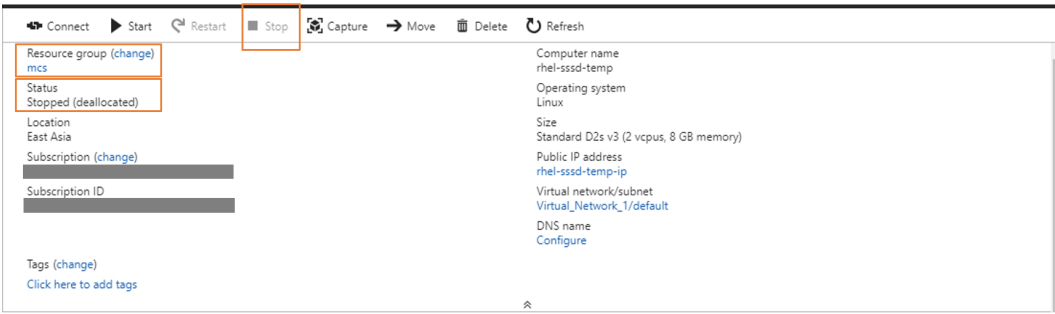 Connect Start Restart Stop Capture Move Delete Refresh
Resource group (change)
mcs
Status
Stopped (deallocated)
Location
East Asia
Subscription (change)
Subscription ID
Tags (change)
Click here to add tags
Computer name
rhel-sssd-temp
Operating system
Linux
Size
Standard D2s v3 (2 vcpus, 8 GB memory)
Public IP address
rhel-sssd-temp-ip
Virtual network/subnet
Virtual_Network_1/default
DNS name
Configure